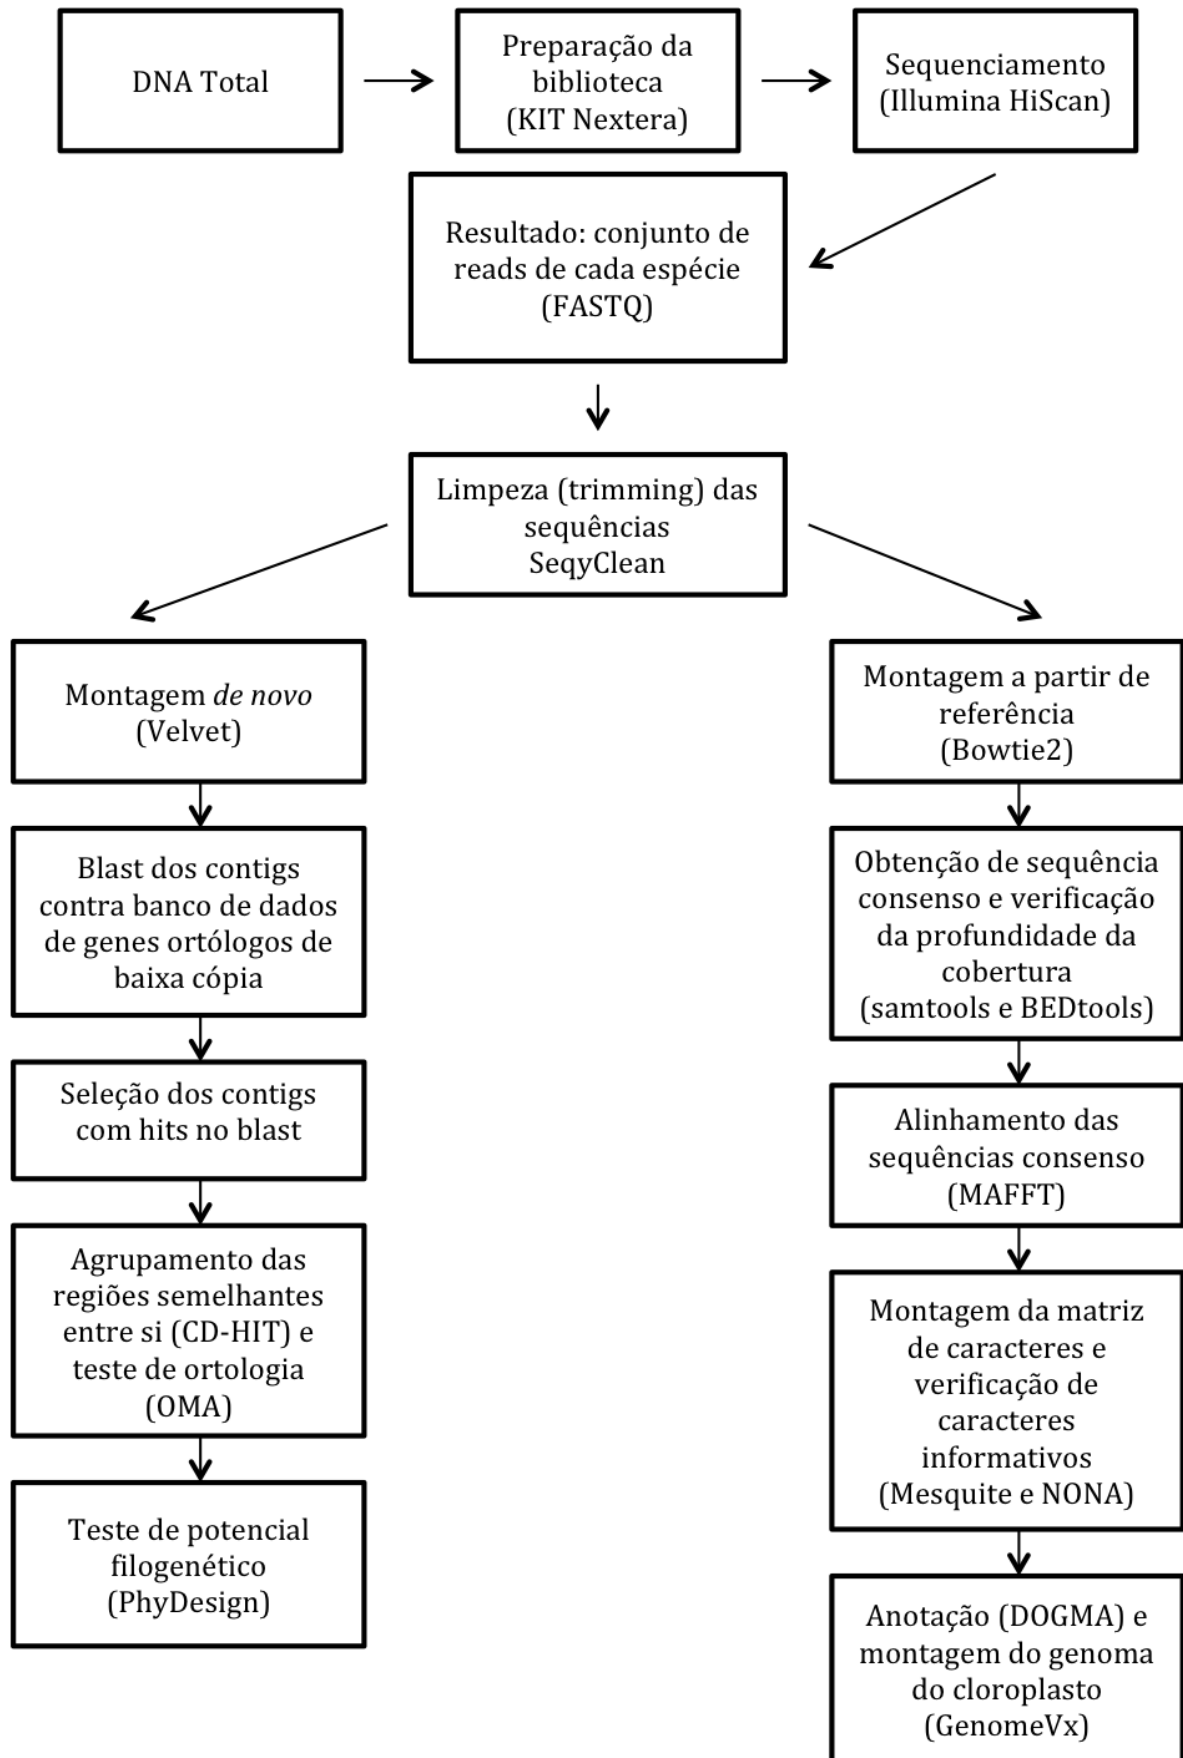 DNA Total
Preparação da
biblioteca
(KIT Nextera)
Sequenciamento
(Illumina HiScan)
Resultado: conjunto de
reads de cada espécie
(FASTQ)
Limpeza (trimming) das
sequências
SeqyClean
Montagem de novo
(Velvet)
Blast dos contigs
contra banco de dados
de genes ortólogos de
baixa cópia
Seleção dos contigs
com hits no blast
Agrupamento das
regiões semelhantes
entre si (CD-HIT) e
teste de ortologia
(OMA)
Teste de potencial
filogenético
(PhyDesign)
Montagem a partir de
referência
(Bowtie2)
Obtenção de sequência
consenso e verificação
da profundidade da
cobertura
(samtools e BEDtools)
Alinhamento das
sequências consenso
(MAFFT)
Montagem da matriz
de caracteres e
verificação de
caracteres
informativos
(Mesquite e NONA)
Anotação (DOGMA) e
montagem do genoma
do cloroplasto
(GenomeVx)